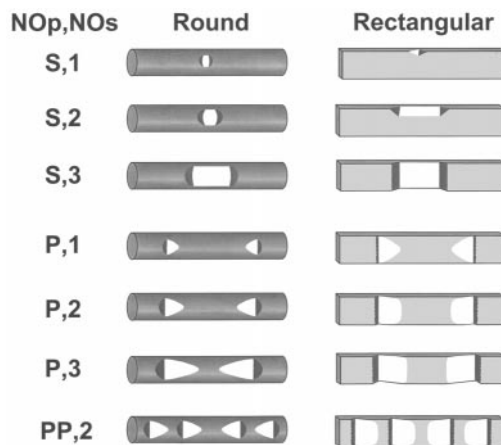 NOp,NOs Round Rectangular
S,1
S,2
S,3
P,1
P,2
P,3
PP,2